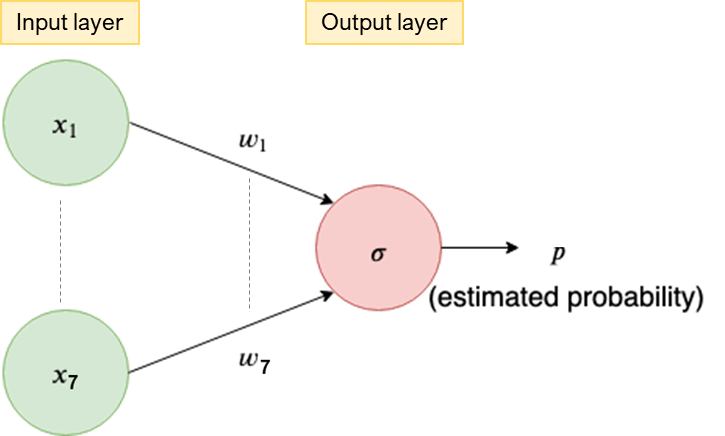 Input layer
Output layer
x1
w1
σ
p
(estimated probability)
w7
x7